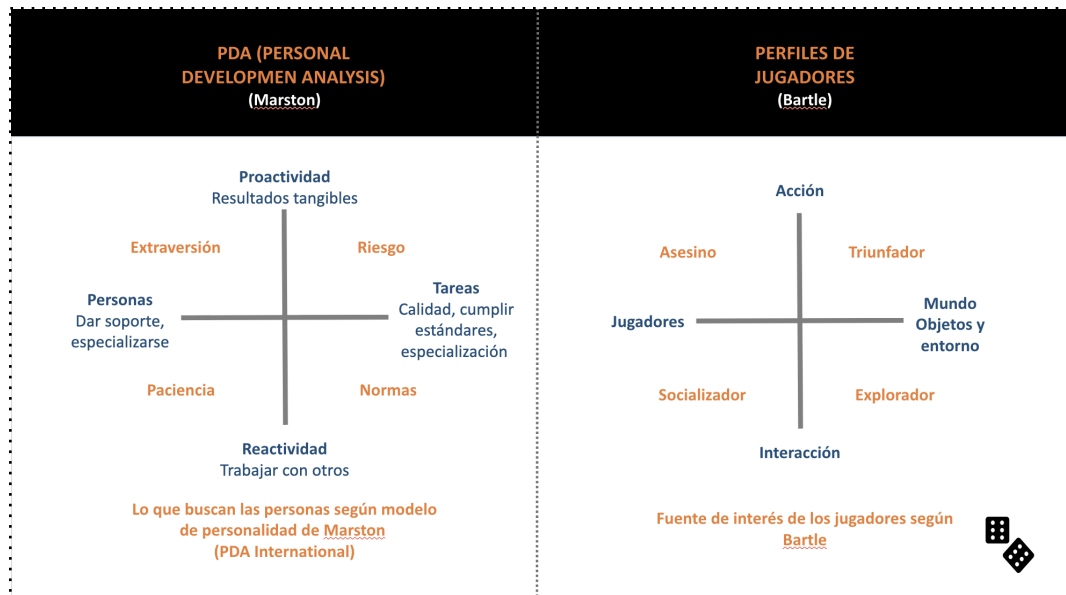 PDA (PERSONAL
DEVELOPMEN ANALYSIS)
(Marston)
Proactividad
Resultados tangibles
Extraversión
Riesgo
Personas
Dar soporte,
especializarse
Tareas
Calidad, cumplir
estándares,
especialización
Paciencia
Normas
Reactividad
Trabajar con otros
Lo que buscan las personas según modelo
de personalidad de Marston
(PDA International)
PERFILES DE
JUGADORES
(Bartle)
Acción
Asesino
Triunfador
Jugadores
Mundo
Objetos y
entorno
Socializador
Explorador
Interacción
Fuente de interés de los jugadores según
Bartle